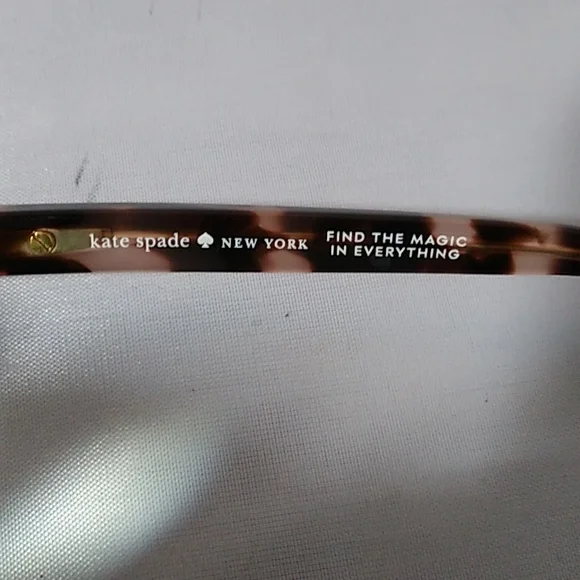 kate spade ♠ NEW YORK
FIND THE MAGIC
IN EVERYTHING